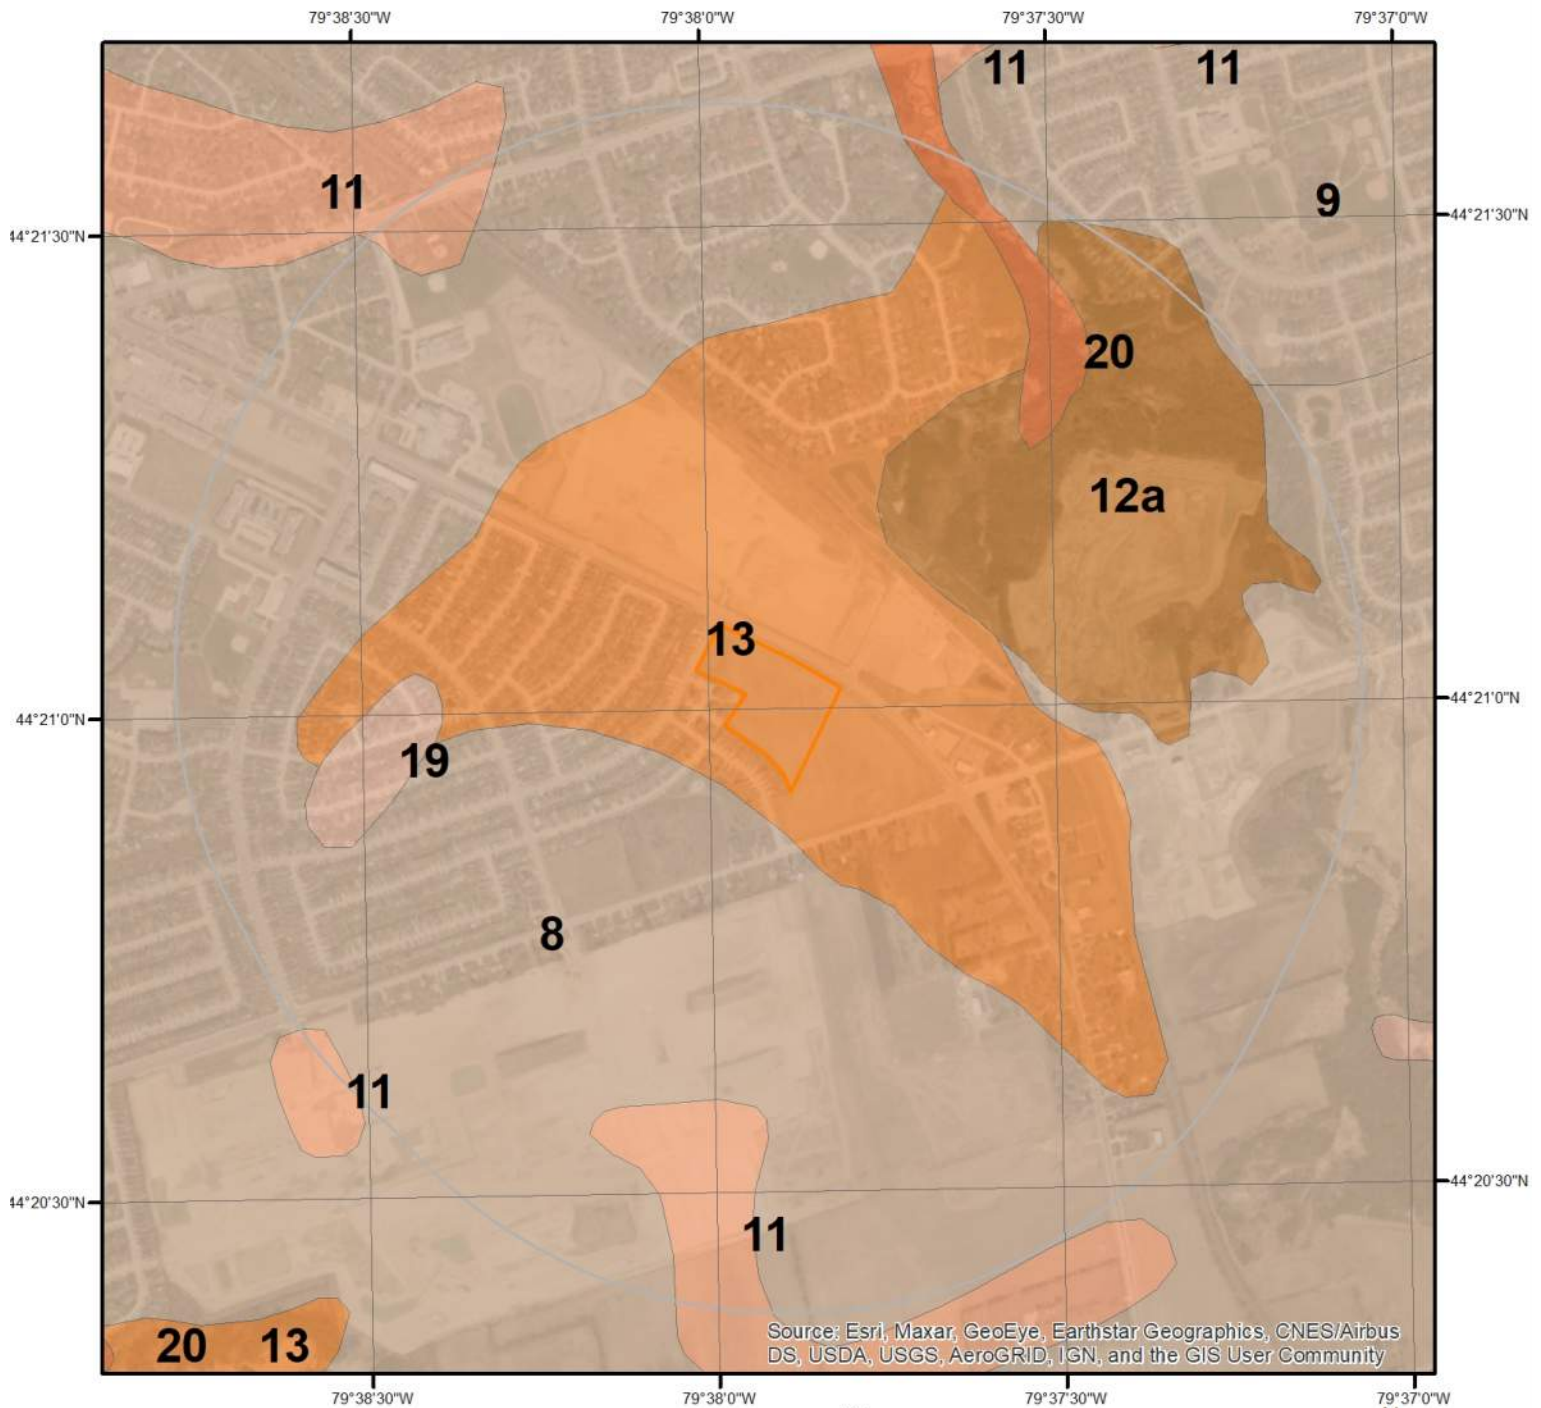 79°38'30"W 79°38'0"W 79°37'30"W 79°37'0"W
11 11
11
9
44°21'30"N 44°21'30"N
20
12a
13
44°21'0"N 44°21'0"N
19
8
11
44°20'30"N 44°20'30"N
11
20 13
Source: Esri, Maxar, GeoEye, Earthstar Geographics, CNES/Airbus
DS, USDA, USGS, AeroGRID, IGN, and the GIS User Community
79°38'30"W 79°38'0"W 79°37'30"W 79°37'0"W